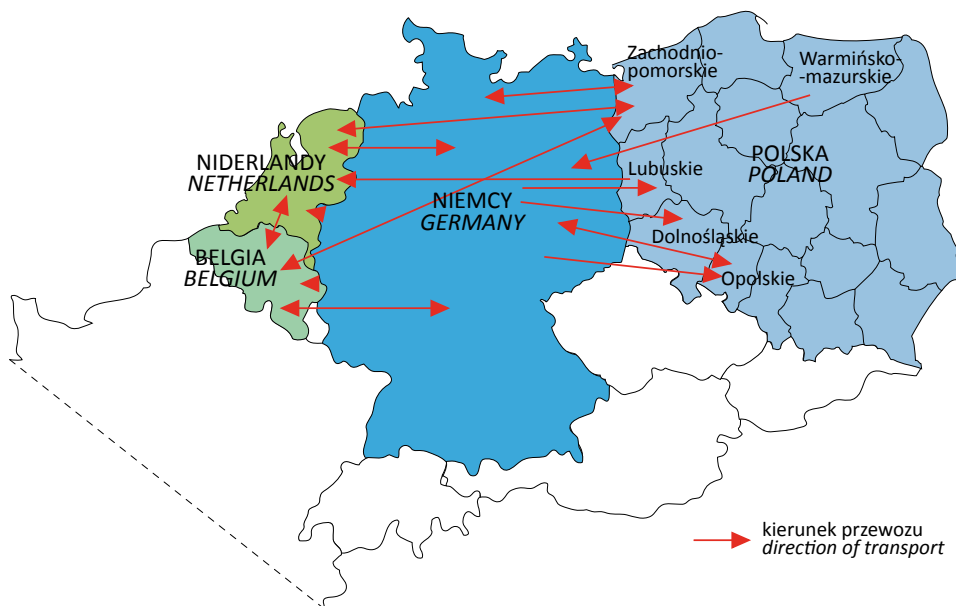 Zachodnio-
pomorskie
Warmińsko-
-mazurskie
NIDERLANDY
NETHERLANDS
POLSKA
POLAND
Lubuskie
NIEMCY
GERMANY
Dolnośląskie
BELGIA
BELGIUM
Opolskie
kierunek przewozu
direction of transport